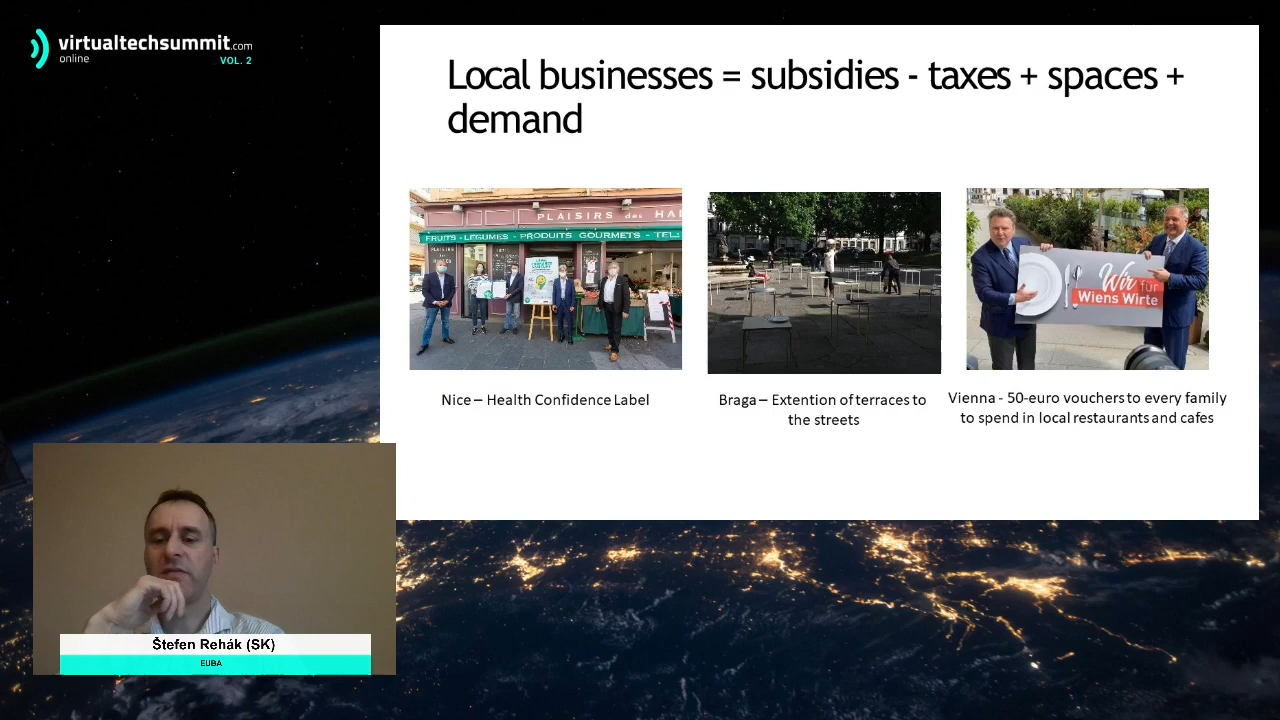 virtualtechsummit.com
online
VOL. 2
Local businesses = subsidies - taxes + spaces +
demand
PLAISIRS des HAL
FRUITS - LEGUMES - PRODUITS GOURMETS - TEL:
Wir für
Wiens Wirte
Nice – Health Confidence Label
Braga – Extention of terraces to
the streets
Vienna - 50-euro vouchers to every family
to spend in local restaurants and cafes
Štefen Rehák (SK)
EUBA